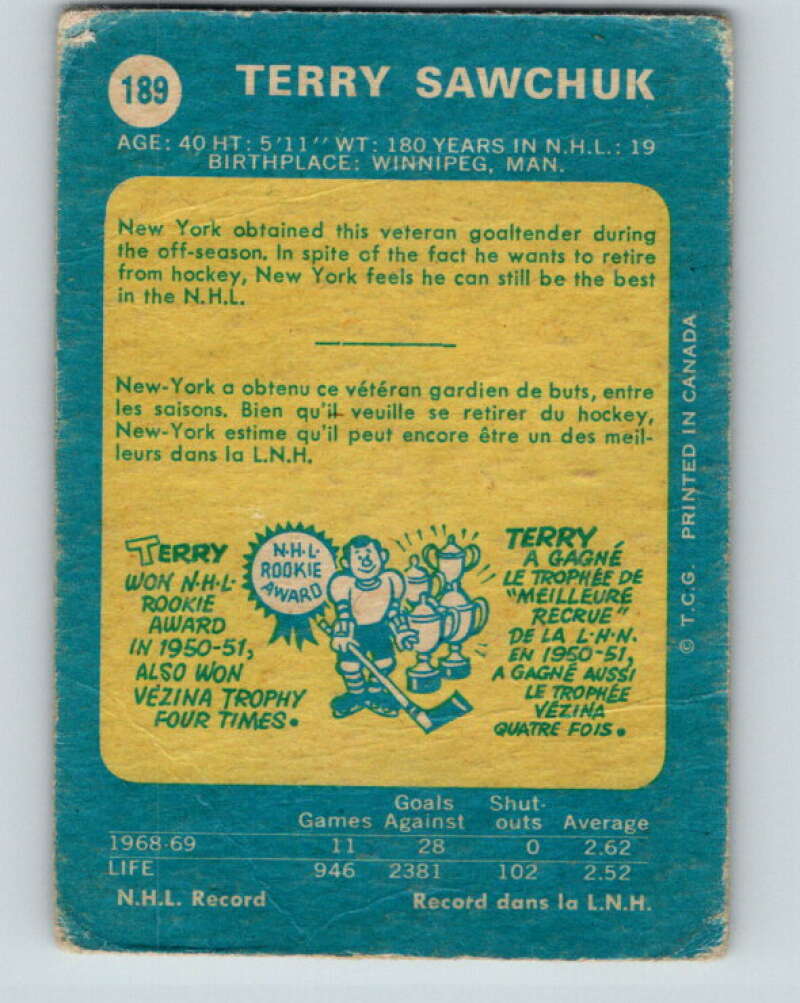 189
TERRY SAWCHUK
AGE: 40 HT: 5'11" WT: 180 YEARS IN N.H.L.: 19
BIRTHPLACE: WINNIPEG, MAN.
New York obtained this veteran goaltender during
the off-season. In spite of the fact he wants to retire
from hockey, New York feels he can still be the best
in the N.H.L.
New-York a obtenu ce vétéran gardien de buts, entre
les saisons. Bien qu'il veuille se retirer du hockey,
New-York estime qu'il peut encore être un des meil-
leurs dans la L.N.H.
TERRY
WON N·H·L·
ROOKIE
AWARD
IN 1950-51,
ALSO WON
VÉZINA TROPHY
FOUR TIMES.
N·H·L·
ROOKIE
AWARD
TERRY
A GAGNÉ
LE TROPHÉE DE
"MEILLEURE
RECRUE"
DE LA L·H·N.
EN 1950-51,
A GAGNÉ AUSSI
LE TROPHÉE
VÉZINA
QUATRE FOIS.
© T.C.G. PRINTED IN CANADA
Goals Shut-
Games Against outs Average
1968-69 11 28 0 2.62
LIFE 946 2381 102 2.52
N.H.L. Record Record dans la L.N.H.